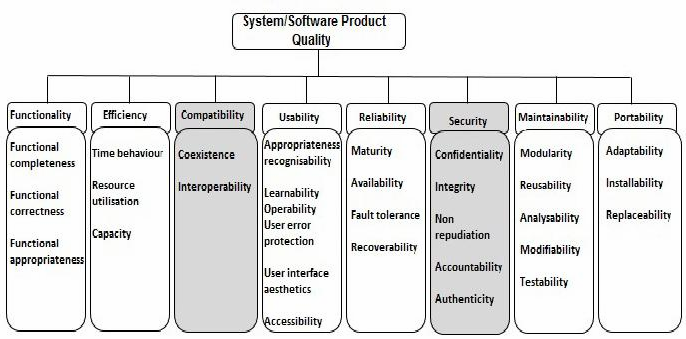 System/Software Product
Quality
Functionality
Functional
completeness
Functional
correctness
Functional
appropriateness
Efficiency
Time behaviour
Resource
utilisation
Capacity
Compatibility
Coexistence
Interoperability
Usability
Appropriateness
recognisability
Learnability
Operability
User error
protection
User interface
aesthetics
Accessibility
Reliability
Maturity
Availability
Fault tolerance
Recoverability
Security
Confidentiality
Integrity
Non
repudiation
Accountability
Authenticity
Maintainability
Modularity
Reusability
Analysability
Modifiability
Testability
Portability
Adaptability
Installability
Replaceability